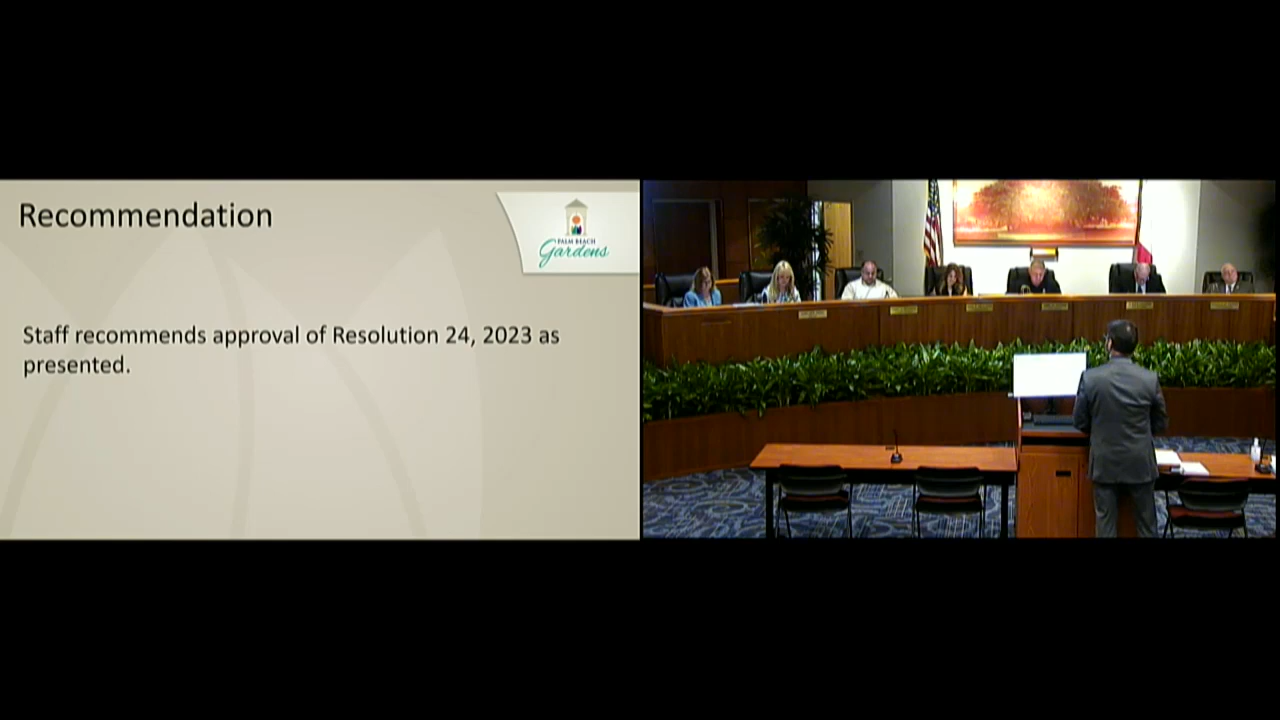 Recommendation
PALM BEACH
Gardens
Staff recommends approval of Resolution 24, 2023 as
presented.